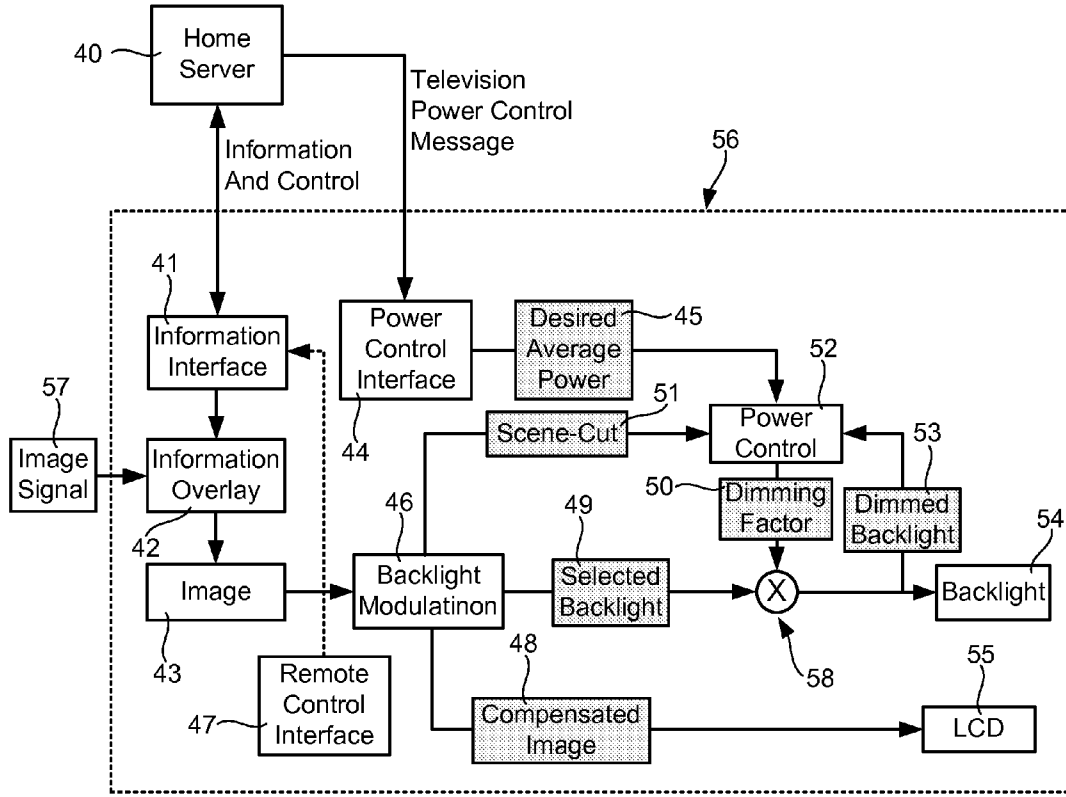 40
Home
Server
Television
Power Control
Message
Information
And Control
56
41
Information
Interface
Power
Control
Interface
44
Desired
Average
Power
45
52
Power
Control
51
Scene-Cut
57
Image
Signal
Information
Overlay
42
50
Dimming
Factor
53
Dimmed
Backlight
46
Backlight
Modulatinon
49
Selected
Backlight
X
58
54
Backlight
Image
43
Remote
Control
Interface
47
48
Compensated
Image
55
LCD